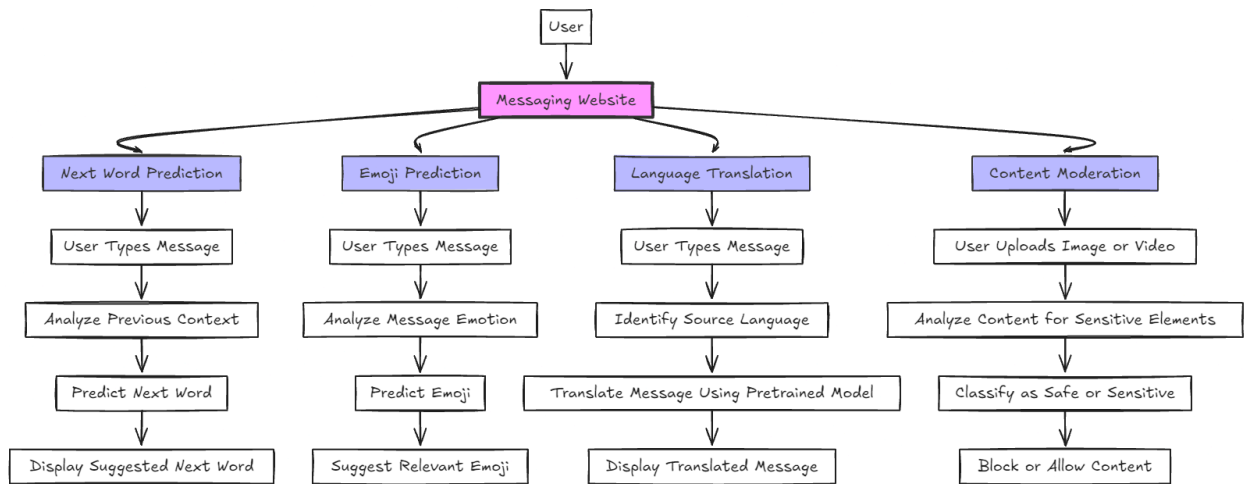 User
Messaging Website
Next Word Prediction
Emoji Prediction
Language Translation
Content Moderation
User Types Message
User Types Message
User Types Message
User Uploads Image or Video
Analyze Previous Context
Analyze Message Emotion
Identify Source Language
Analyze Content for Sensitive Elements
Predict Next Word
Predict Emoji
Translate Message Using Pretrained Model
Classify as Safe or Sensitive
Display Suggested Next Word
Suggest Relevant Emoji
Display Translated Message
Block or Allow Content